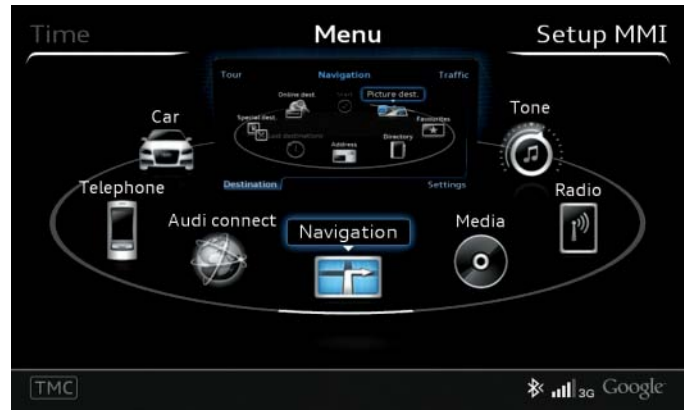 Time Menu Setup MMI
Tour Navigation Traffic
Online dest. Picture dest.
Special dest. Favorites
Last destinations Address Directory
Destination Settings
Car Tone
Telephone Radio
Audi connect Navigation Media
TMC 3G Google